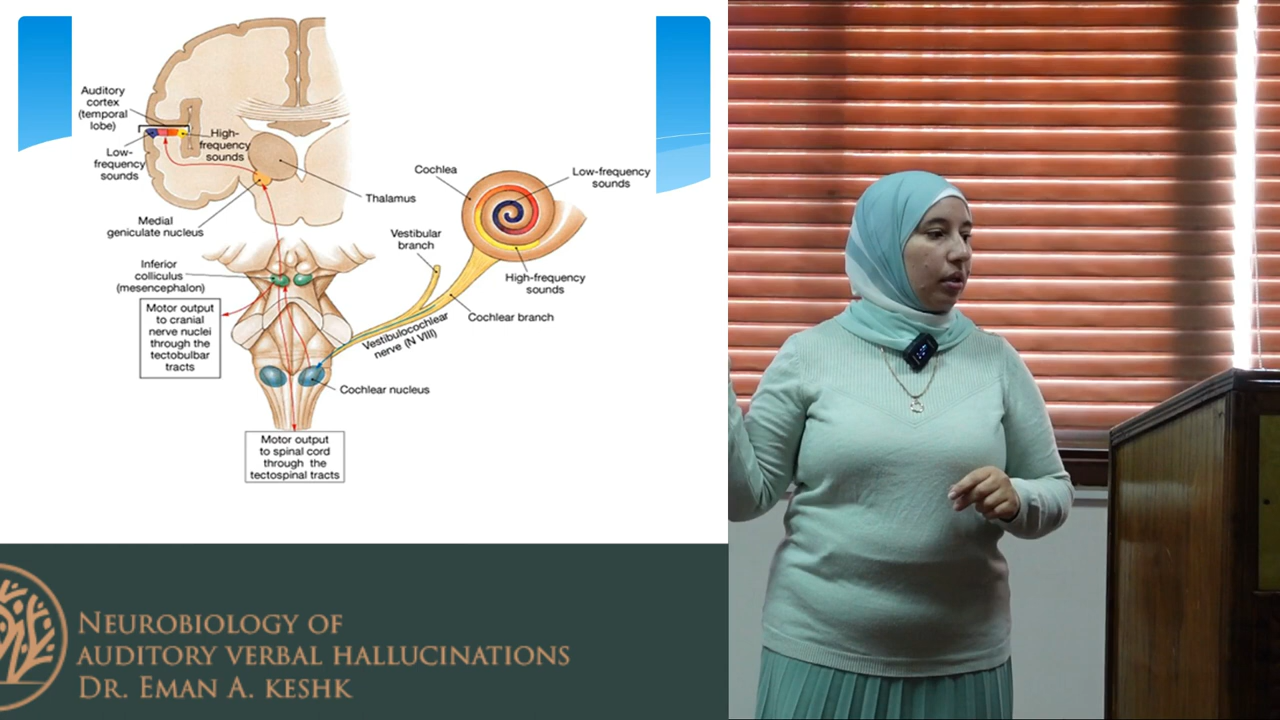 Auditory
cortex
(temporal
lobe)
High-
frequency
sounds
Low-
frequency
sounds
Thalamus
Medial
geniculate nucleus
Cochlea
Low-frequency
sounds
Vestibular
branch
High-frequency
sounds
Inferior
colliculus
(mesencephalon)
Cochlear branch
Motor output
to cranial
nerve nuclei
through the
tectobulbar
tracts
Vestibulocochlear
nerve (N VIII)
Cochlear nucleus
Motor output
to spinal cord
through the
tectospinal tracts
Neurobiology of
auditory verbal hallucinations
Dr. Eman A. keshk